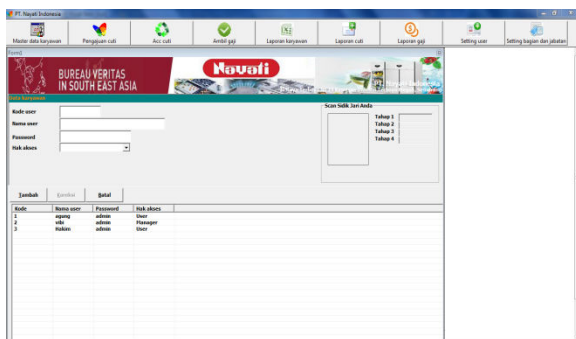 PT. Nayati Indonesia
Master data karyawan
Pengajuan cuti
Acc cuti
Ambil gaji
Laporan karyawan
Laporan cuti
Laporan gaji
Setting user
Setting bagian dan jabatan
Form1
BUREAU VERITAS
IN SOUTH EAST ASIA
Nayati
Data karyawan
Kode user
Nama user
Password
Hak akses
Scan Sidik Jari Anda
Tahap 1
Tahap 2
Tahap 3
Tahap 4
Tambah
Batal
Kode Nama user Password Hak akses
1 agung admin User
2 vibi admin Manager
3 Hakim admin User